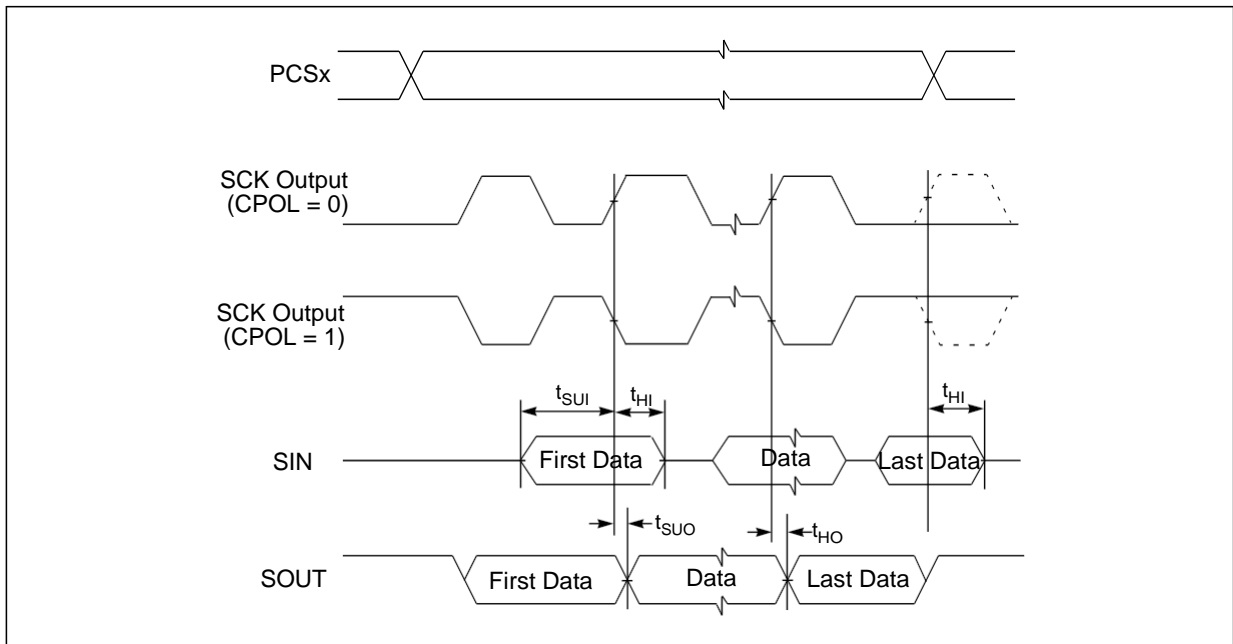 PCSx
SCK Output
(CPOL = 0)
SCK Output
(CPOL = 1)
tSUI
tHI
tHI
SIN
First Data
Data
Last Data
tSUO
tHO
SOUT
First Data
Data
Last Data